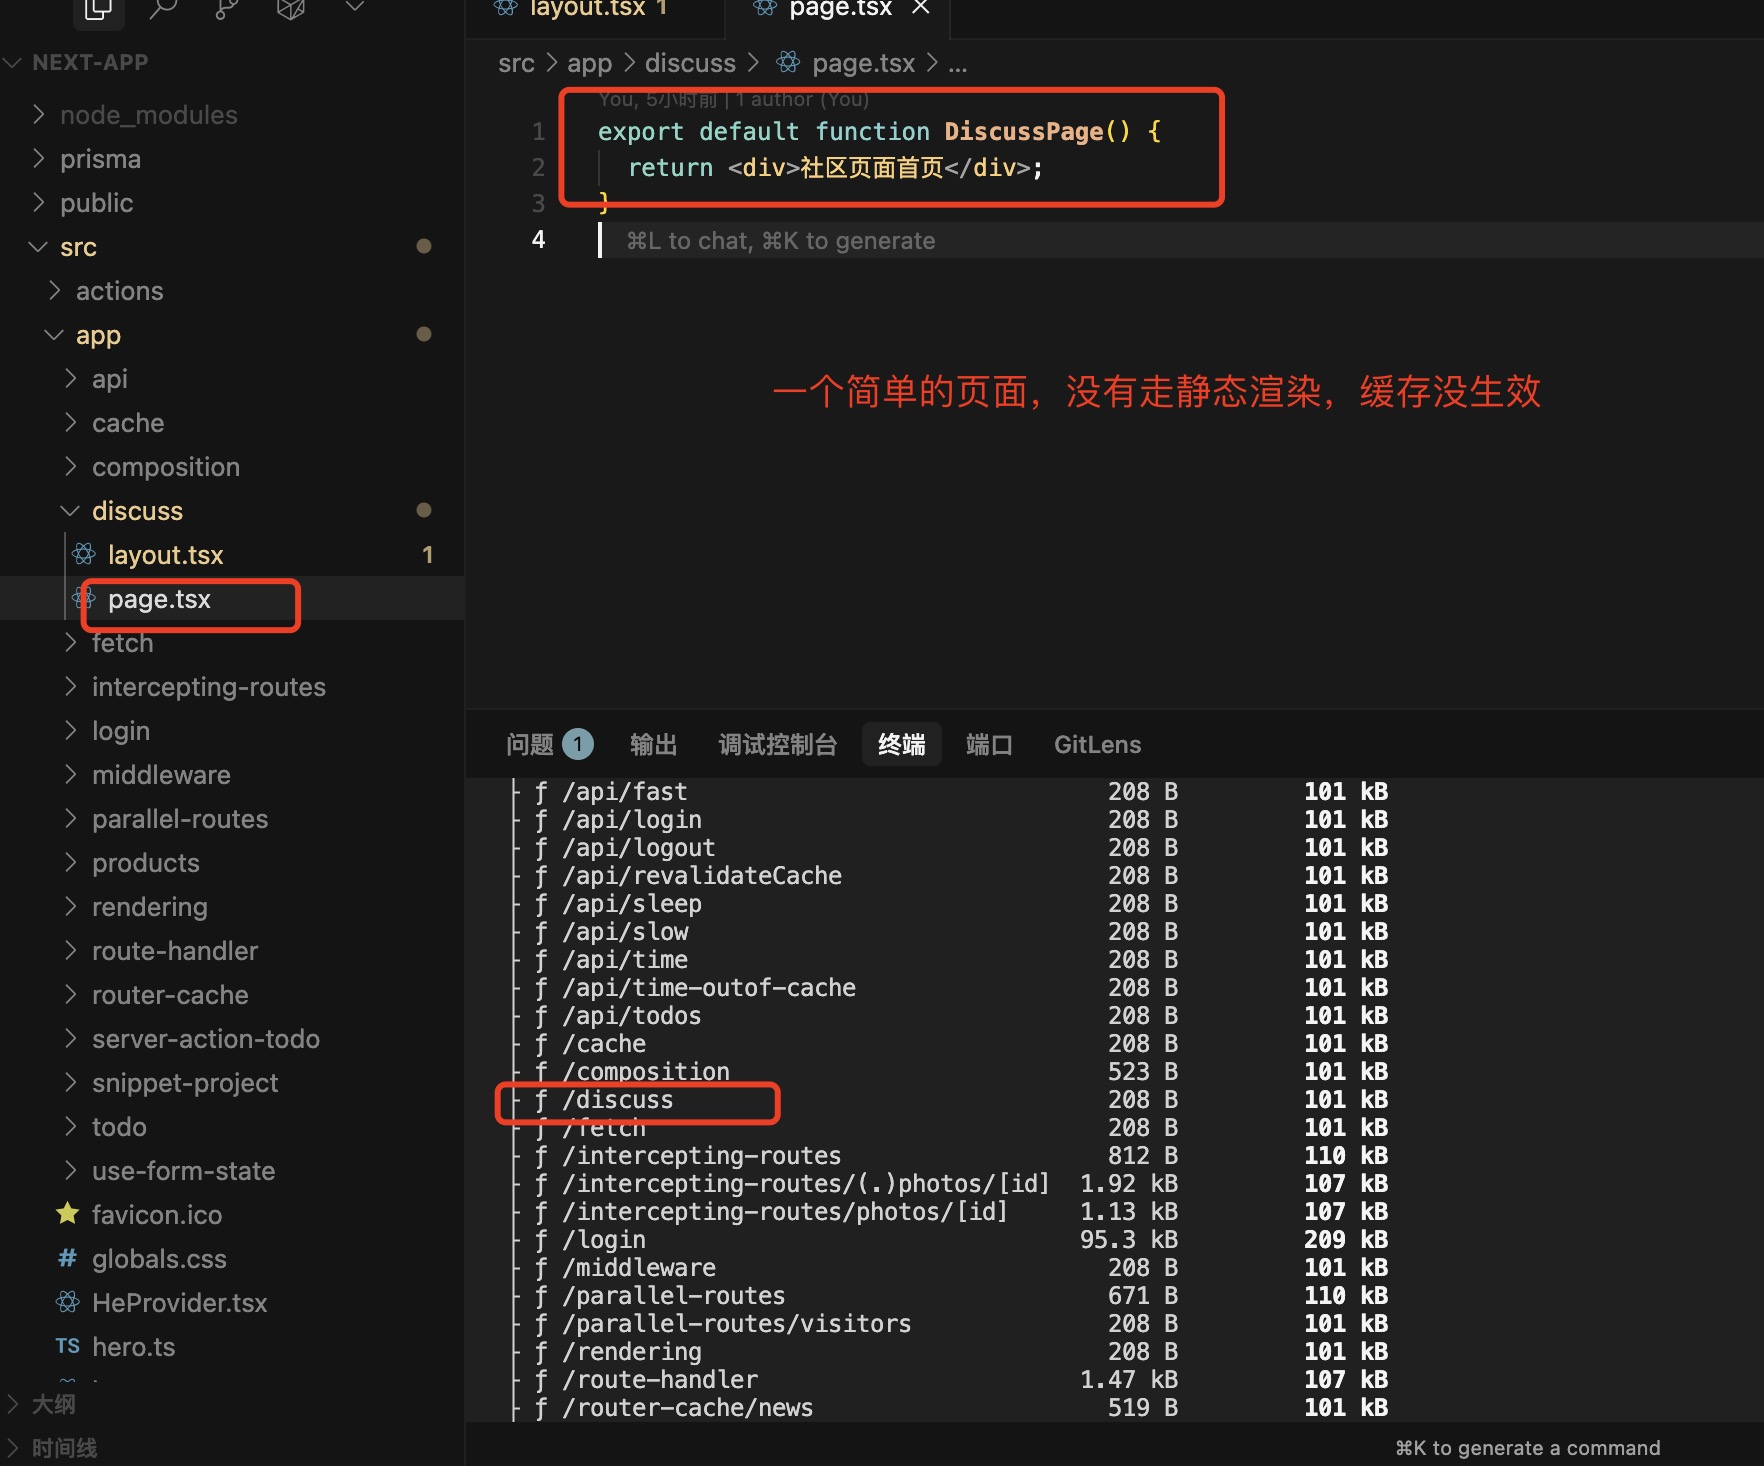 layout.tsx 1
page.tsx
NEXT-APP
node_modules
prisma
public
src
actions
app
api
cache
composition
discuss
layout.tsx 1
page.tsx
fetch
intercepting-routes
login
middleware
parallel-routes
products
rendering
route-handler
router-cache
server-action-todo
snippet-project
todo
use-form-state
favicon.ico
# globals.css
HeProvider.tsx
TS hero.ts
大纲
时间线
src > app > discuss > page.tsx > ...
You, 5小时前 | 1 author (You)
1 export default function DiscussPage() {
2 return <div>社区页面首页</div>;
3 }
4 ⌘L to chat, ⌘K to generate
一个简单的页面，没有走静态渲染，缓存没生效
问题 1 输出 调试控制台 终端 端口 GitLens
├ ƒ /api/fast 208 B 101 kB
├ ƒ /api/login 208 B 101 kB
├ ƒ /api/logout 208 B 101 kB
├ ƒ /api/revalidateCache 208 B 101 kB
├ ƒ /api/sleep 208 B 101 kB
├ ƒ /api/slow 208 B 101 kB
├ ƒ /api/time 208 B 101 kB
├ ƒ /api/time-outof-cache 208 B 101 kB
├ ƒ /api/todos 208 B 101 kB
├ ƒ /cache 208 B 101 kB
├ ƒ /composition 523 B 101 kB
├ ƒ /discuss 208 B 101 kB
├ ƒ /fetch 208 B 101 kB
├ ƒ /intercepting-routes 812 B 110 kB
├ ƒ /intercepting-routes/(.)photos/[id] 1.92 kB 107 kB
├ ƒ /intercepting-routes/photos/[id] 1.13 kB 107 kB
├ ƒ /login 95.3 kB 209 kB
├ ƒ /middleware 208 B 101 kB
├ ƒ /parallel-routes 671 B 110 kB
├ ƒ /parallel-routes/visitors 208 B 101 kB
├ ƒ /rendering 208 B 101 kB
├ ƒ /route-handler 1.47 kB 107 kB
├ ƒ /router-cache/news 519 B 101 kB
⌘K to generate a command